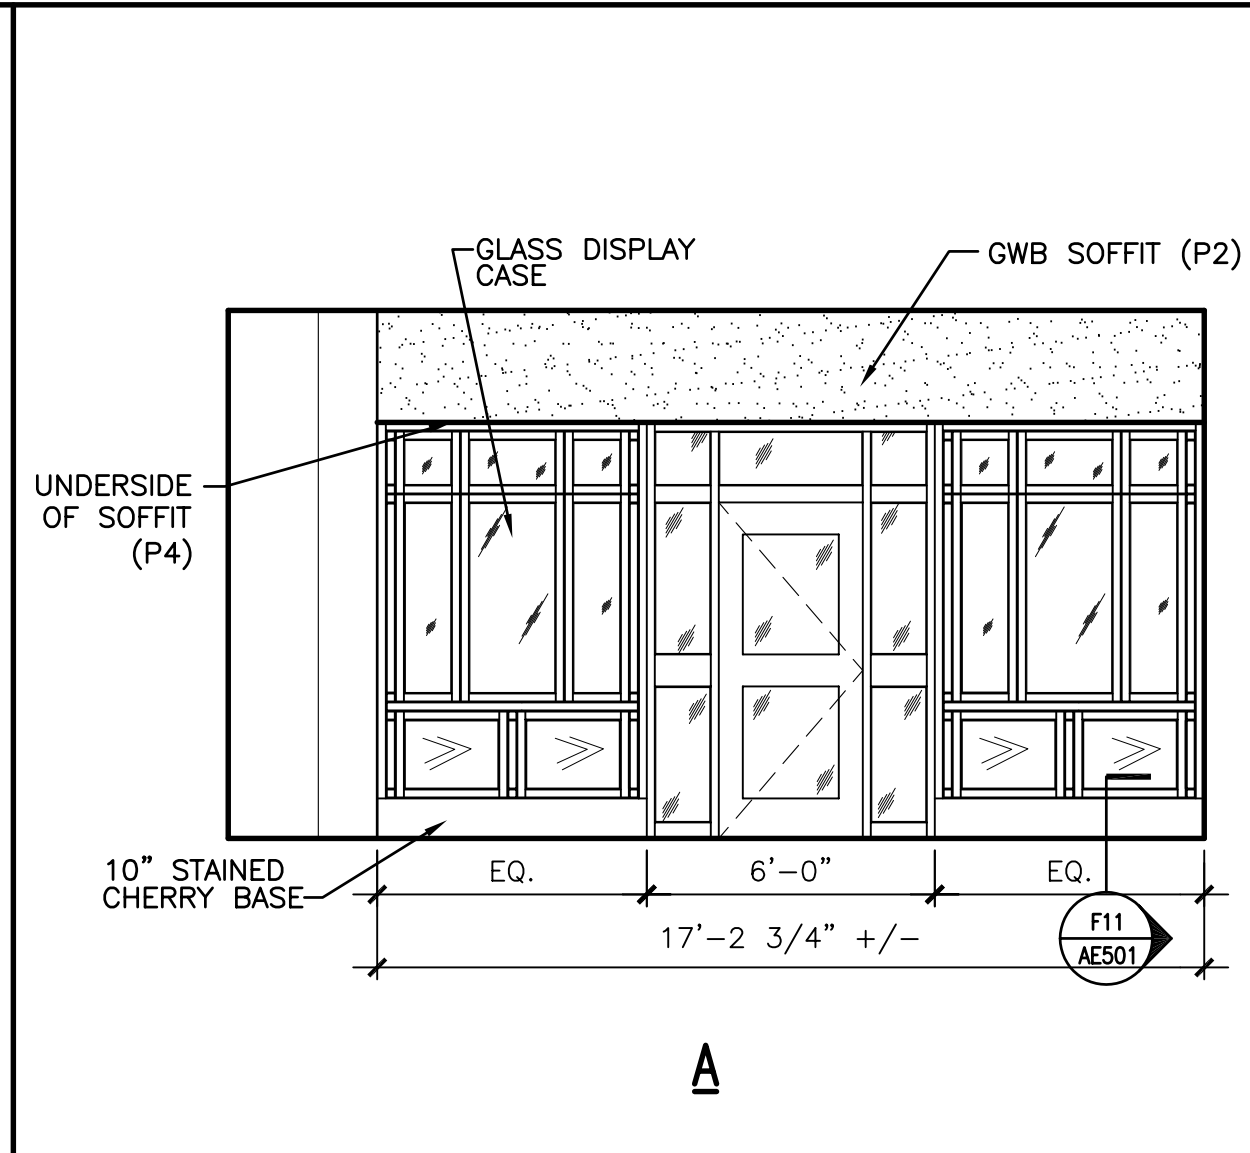 GLASS DISPLAY
CASE
GWB SOFFIT (P2)
UNDERSIDE
OF SOFFIT
(P4)
10” STAINED
CHERRY BASE
EQ.
6’-0”
EQ.
17’-2 3/4” +/-
F11
AE501
A